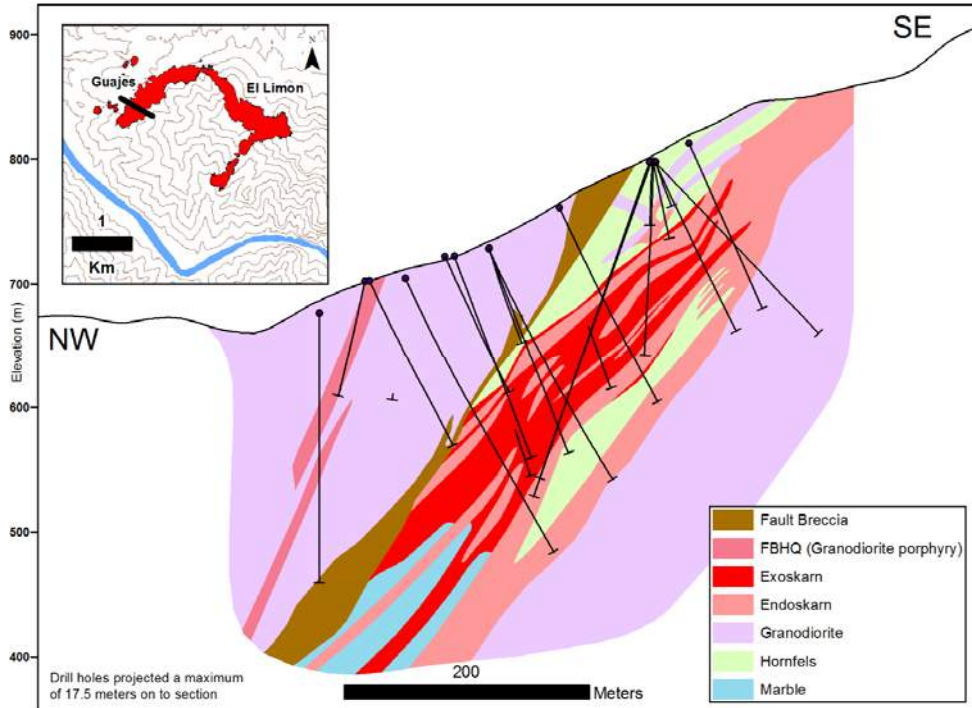 SE
NW
900
800
700
600
500
400
Elevation (m)
Guajes
El Limon
N
1
Km
Fault Breccia
FBHQ (Granodiorite porphyry)
Exoskarn
Endoskarn
Granodiorite
Hornfels
Marble
200
Meters
Drill holes projected a maximum
of 17.5 meters on to section